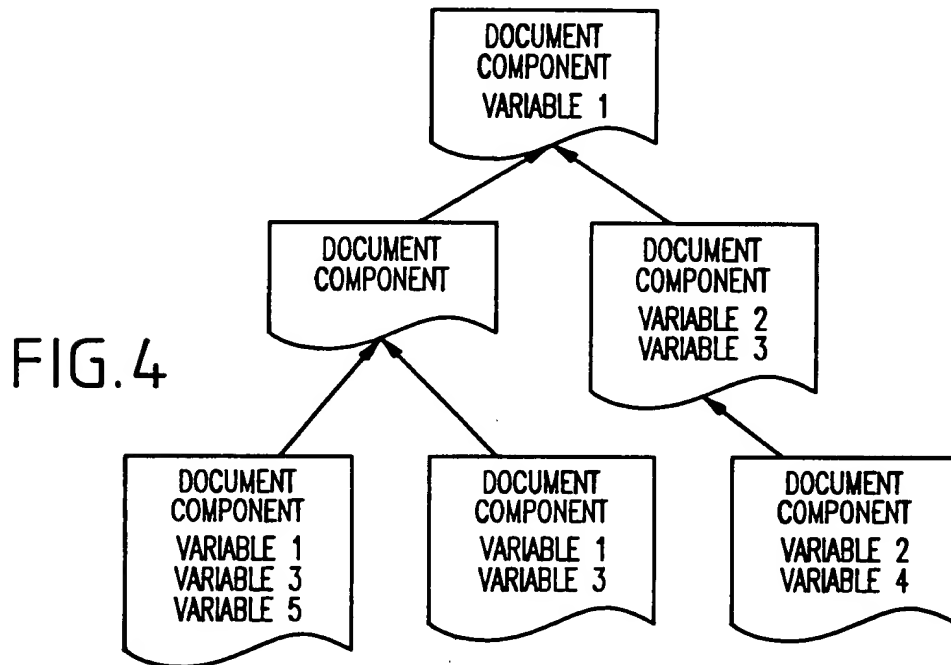 DOCUMENT
COMPONENT
VARIABLE 1
DOCUMENT
COMPONENT
DOCUMENT
COMPONENT
VARIABLE 2
VARIABLE 3
FIG.4
DOCUMENT
COMPONENT
VARIABLE 1
VARIABLE 3
VARIABLE 5
DOCUMENT
COMPONENT
VARIABLE 1
VARIABLE 3
DOCUMENT
COMPONENT
VARIABLE 2
VARIABLE 4